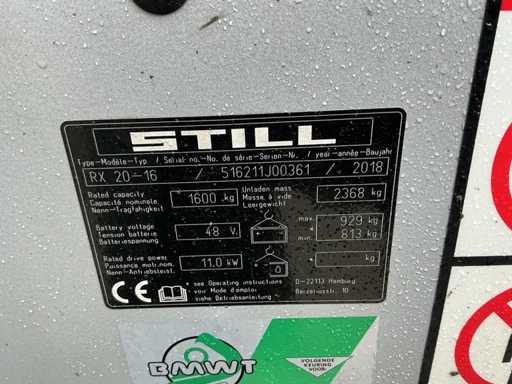 STILL
Type-Modèle-Typ / Serial no.-No. de série-Serien-Nr. / year-année-Baujahr
RX 20-16 / 516211J00361 / 2018
Rated capacity
Capacité nominale
Nenn-Tragfähigkeit
1600 kg
Unladen mass
Masse à vide
Leergewicht
2368 kg
Battery voltage
Tension batterie
Batteriespannung
48 V.
max. 929 kg
min. 813 kg
Rated drive power
Puissance motr.nom.
Nenn-Antriebsleist.
11.0 kW
* kg
CE
* see Operating instructions
voir Mode d'emploi
siehe Betriebsanleitung
D-22113 Hamburg
Berzeliusstr. 10
BMWT
VOLGENDE
KEURING
VOOR: